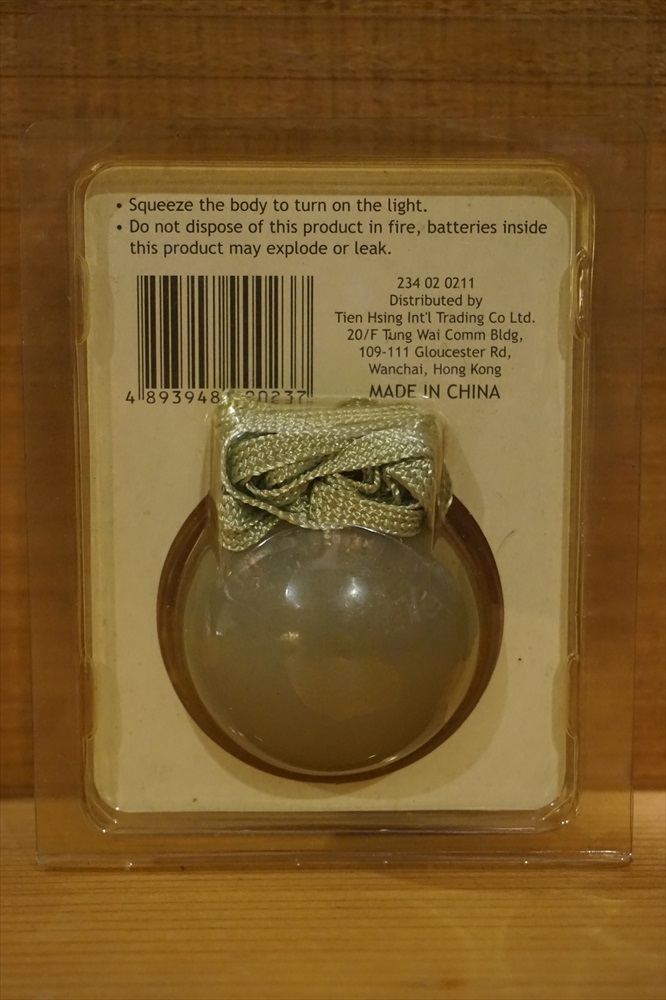 • Squeeze the body to turn on the light.
• Do not dispose of this product in fire, batteries inside
this product may explode or leak.
234 02 0211
Distributed by
Tien Hsing Int'l Trading Co Ltd.
20/F Tung Wai Comm Bldg,
109-111 Gloucester Rd,
Wanchai, Hong Kong
MADE IN CHINA
4 893948